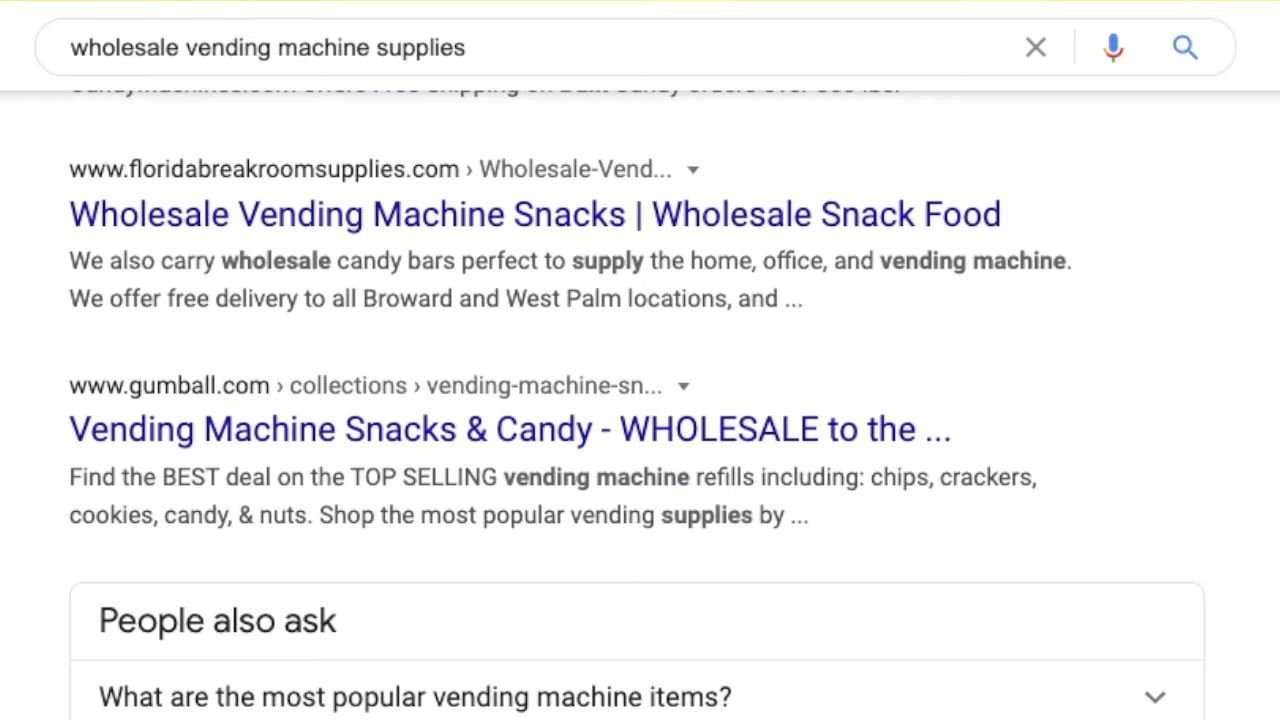 wholesale vending machine supplies
www.floridabreakroomsupplies.com › Wholesale-Vend...
Wholesale Vending Machine Snacks | Wholesale Snack Food
We also carry wholesale candy bars perfect to supply the home, office, and vending machine.
We offer free delivery to all Broward and West Palm locations, and ...
www.gumball.com › collections › vending-machine-sn...
Vending Machine Snacks & Candy - WHOLESALE to the ...
Find the BEST deal on the TOP SELLING vending machine refills including: chips, crackers,
cookies, candy, & nuts. Shop the most popular vending supplies by ...
People also ask
What are the most popular vending machine items?